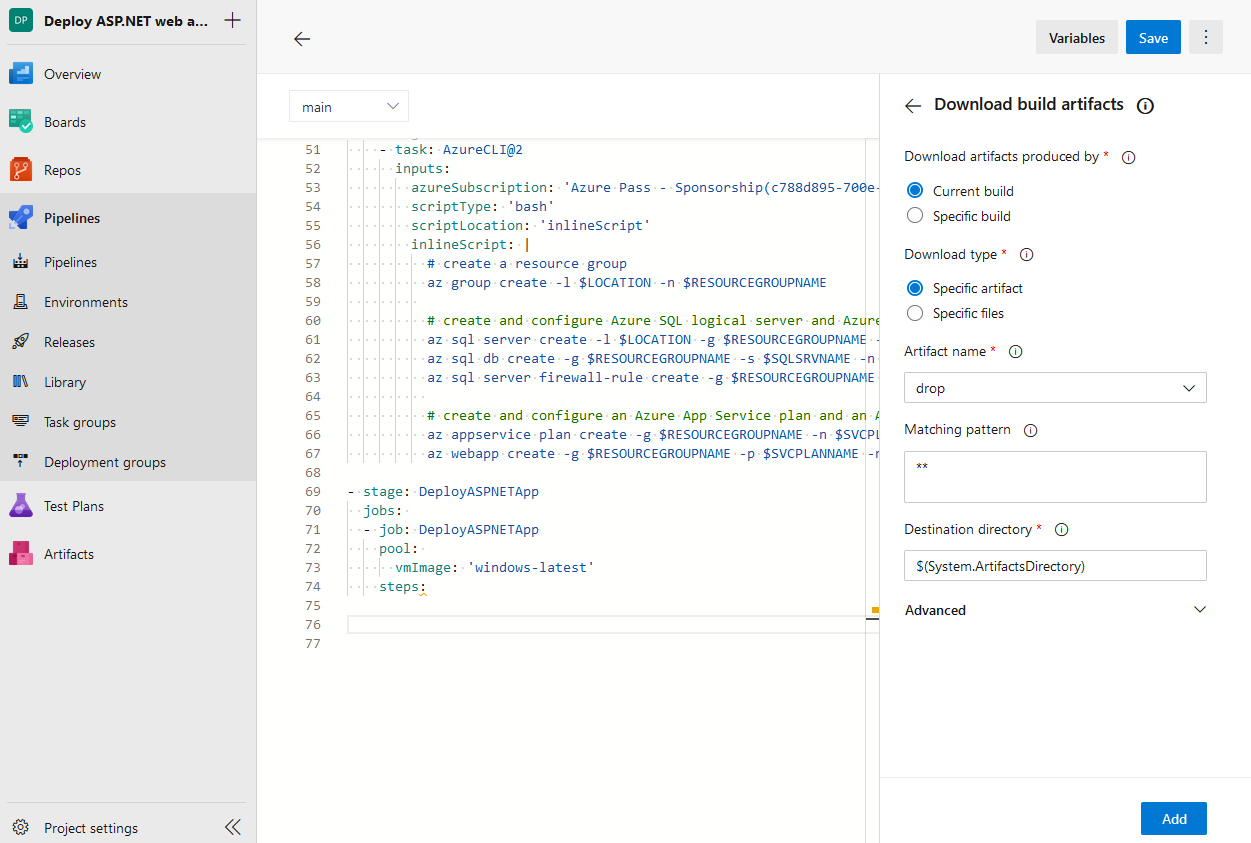 DP Deploy ASP.NET web a... +
Overview
Boards
Repos
Pipelines
Pipelines
Environments
Releases
Library
Task groups
Deployment groups
Test Plans
Artifacts
Project settings
Variables
Save
main
51 - task: AzureCLI@2
52 inputs:
53 azureSubscription: 'Azure Pass - Sponsorship(c788d895-700e-
54 scriptType: 'bash'
55 scriptLocation: 'inlineScript'
56 inlineScript: |
57 # create a resource group
58 az group create -l $LOCATION -n $RESOURCEGROUPNAME
59
60 # create and configure Azure SQL logical server and Azure
61 az sql server create -l $LOCATION -g $RESOURCEGROUPNAME -
62 az sql db create -g $RESOURCEGROUPNAME -s $SQLSRVNAME -n
63 az sql server firewall-rule create -g $RESOURCEGROUPNAME
64
65 # create and configure an Azure App Service plan and an A
66 az appservice plan create -g $RESOURCEGROUPNAME -n $SVCPL
67 az webapp create -g $RESOURCEGROUPNAME -p $SVCPLANNAME -n
68
69 - stage: DeployASPNETApp
70 jobs:
71 - job: DeployASPNETApp
72 pool:
73 vmImage: 'windows-latest'
74 steps:
75
76
77
Download build artifacts
Download artifacts produced by *
Current build
Specific build
Download type *
Specific artifact
Specific files
Artifact name *
drop
Matching pattern
**
Destination directory *
$(System.ArtifactsDirectory)
Advanced
Add